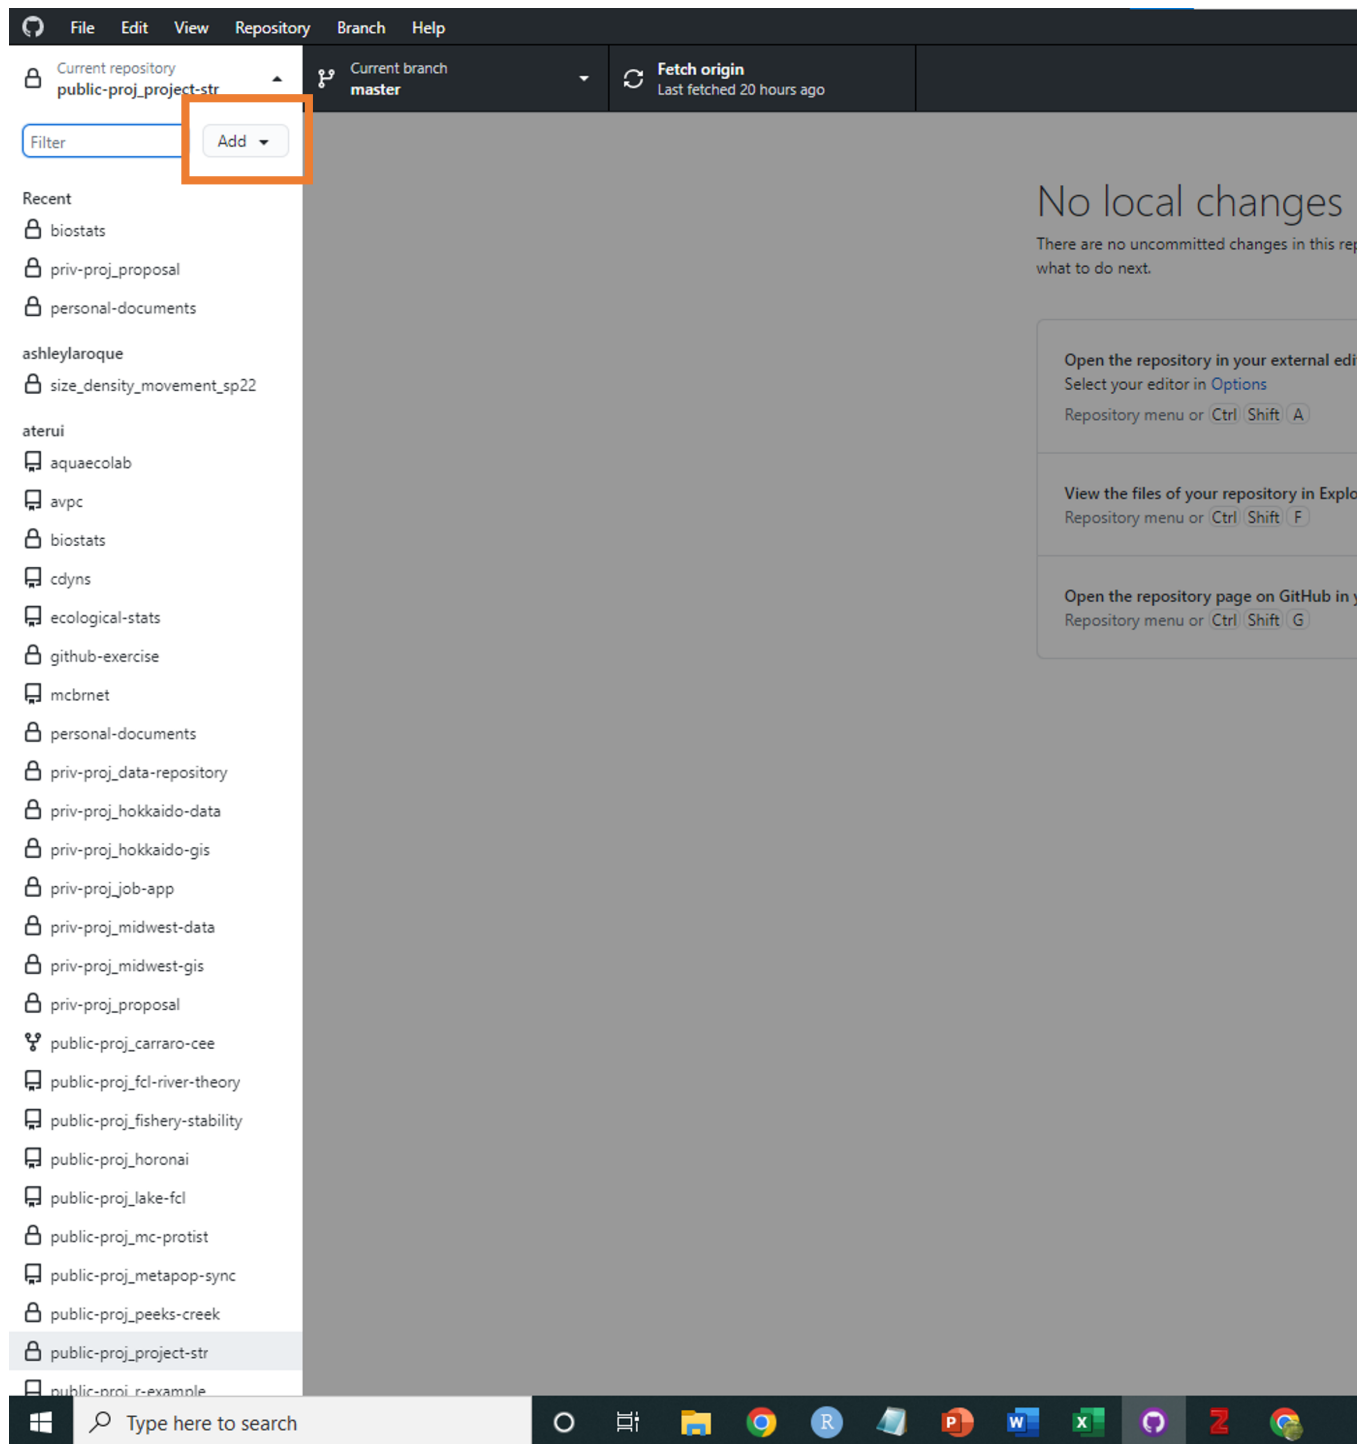 File Edit View Repository Branch Help
Current repository
public-proj_project-str
Current branch
master
Fetch origin
Last fetched 20 hours ago
Filter
Add
Recent
biostats
priv-proj_proposal
personal-documents
ashleylaroque
size_density_movement_sp22
aterui
aquaecolab
avpc
biostats
cdyns
ecological-stats
github-exercise
mcbrnet
personal-documents
priv-proj_data-repository
priv-proj_hokkaido-data
priv-proj_hokkaido-gis
priv-proj_job-app
priv-proj_midwest-data
priv-proj_midwest-gis
priv-proj_proposal
public-proj_carraro-cee
public-proj_fcl-river-theory
public-proj_fishery-stability
public-proj_horonai
public-proj_lake-fcl
public-proj_mc-protist
public-proj_metapop-sync
public-proj_peeks-creek
public-proj_project-str
public-proj_r-example
No local changes
There are no uncommitted changes in this rep
what to do next.
Open the repository in your external edi
Select your editor in Options
Repository menu or Ctrl Shift A
View the files of your repository in Explo
Repository menu or Ctrl Shift F
Open the repository page on GitHub in y
Repository menu or Ctrl Shift G
Type here to search
R
P
W
X
Z